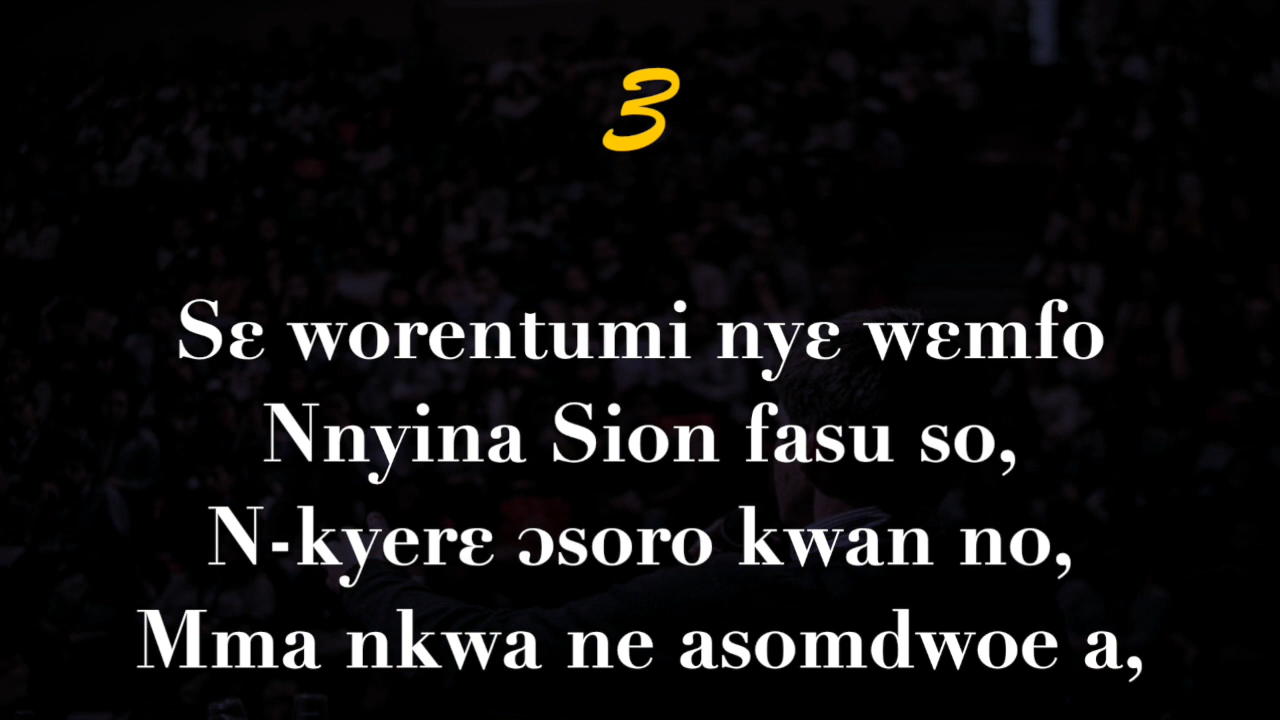 3
Sɛ worentumi nyɛ wɛmfo
Nnyina Sion fasu so,
N-kyerɛ ɔsoro kwan no,
Mma nkwa ne asomdwoe a,